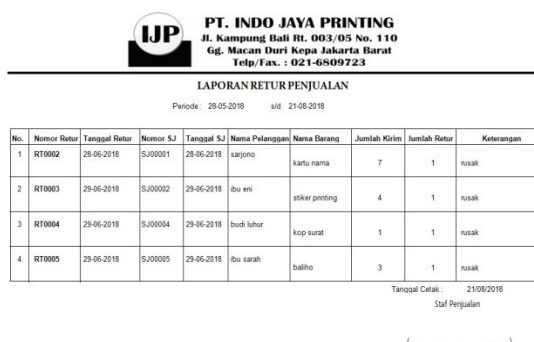 IJP
PT. INDO JAYA PRINTING
Jl. Kampung Bali Rt. 003/05 No. 110
Gg. Macan Duri Kepa Jakarta Barat
Telp/Fax. : 021-6809723
LAPORAN RETUR PENJUALAN
Periode : 28-05-2018 s/d 21-08-2018
No. Nomor Retur Tanggal Retur Nomor SJ Tanggal SJ Nama Pelanggan Nama Barang Jumlah Kirim Jumlah Retur Keterangan
1 RT0002 28-06-2018 SJ00001 28-06-2018 sarjono kartu nama 7 1 rusak
2 RT0003 29-06-2018 SJ00002 29-06-2018 ibu eni stiker printing 4 1 rusak
3 RT0004 29-06-2018 SJ00004 29-06-2018 budi luhur kop surat 1 1 rusak
4 RT0005 29-06-2018 SJ00005 29-06-2018 ibu sarah baliho 3 1 rusak
Tanggal Cetak : 21/08/2018
Staf Penjualan